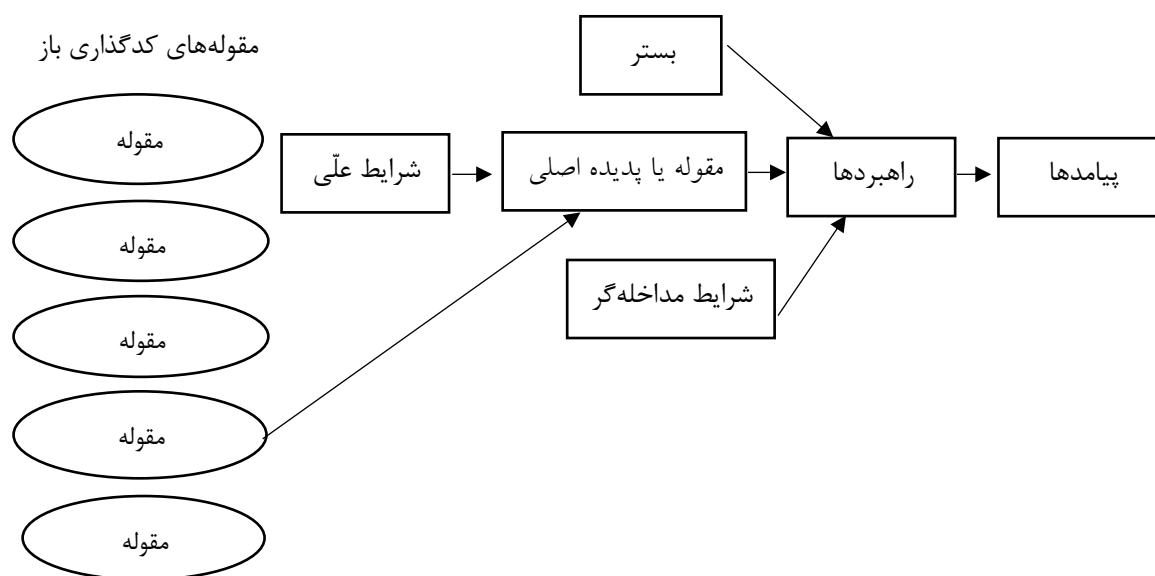 مقوله‌های کدگذاری باز
مقوله
مقوله
مقوله
مقوله
مقوله
بستر
شرایط علّی
مقوله یا پدیده اصلی
راهبردها
پیامدها
شرایط مداخله‌گر